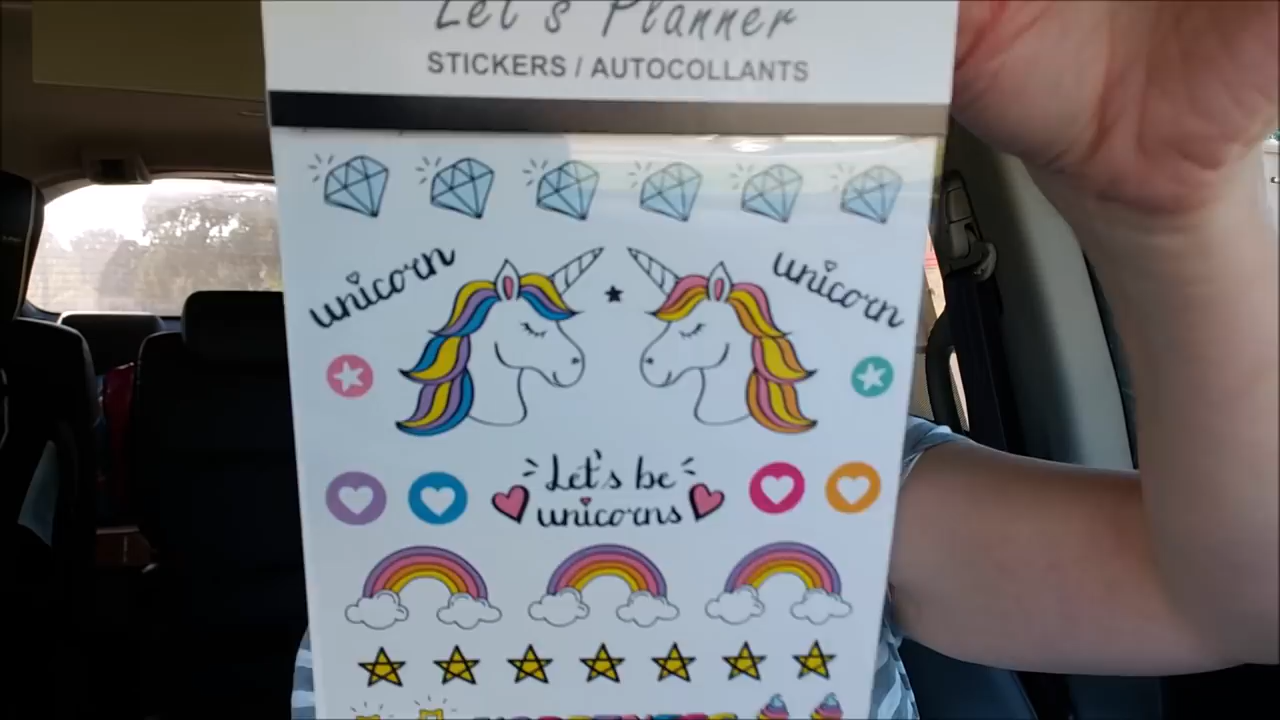 Let's Planner
STICKERS / AUTOCOLLANTS
unicorn
unicorn
Let's be
unicorns